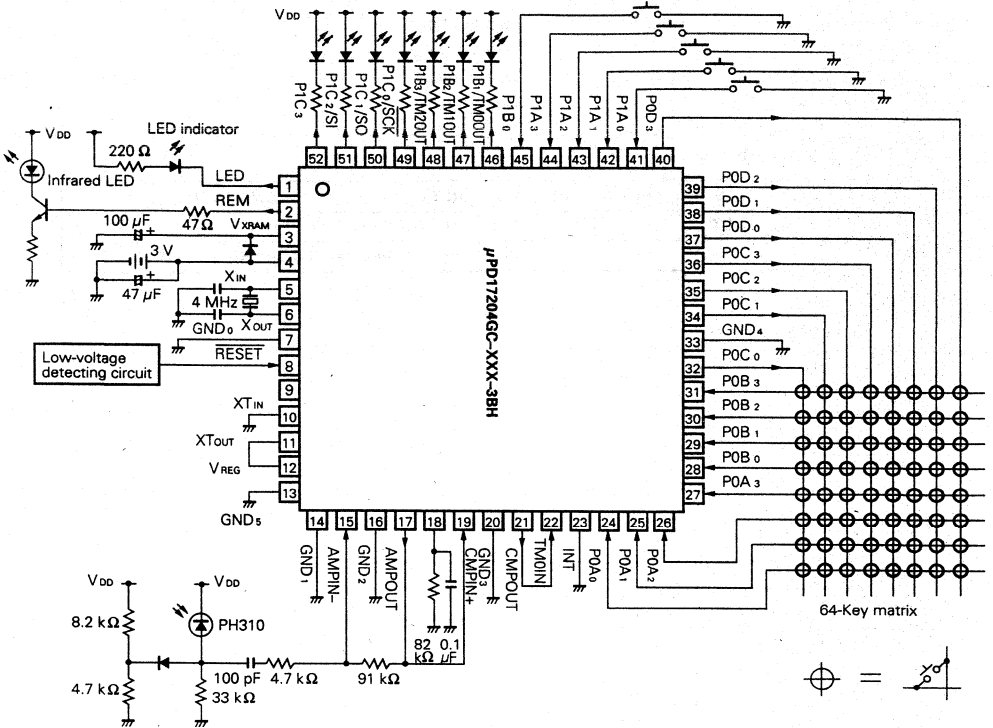 VDD
P1C3
P1C2/SI
P1C1/SO
P1C0/SCK
P1B3/TM2OUT
P1B2/TM1OUT
P1B1/TM0OUT
P1B0
P1A3
P1A2
P1A1
P1A0
P0D3
52 51 50 49 48 47 46 45 44 43 42 41 40
VDD
LED indicator
220 Ω
Infrared LED
LED
1
REM
2
47Ω
100 µF
+
VXRAM
3
3 V
4
+
47 µF
XIN
5
4 MHz
6
GND0
XOUT
7
RESET
Low-voltage
detecting circuit
8
9
XTIN
10
XTOUT
11
VREG
12
13
GND5
µPD17204GC-XXX-3BH
39 P0D2
38 P0D1
37 P0D0
36 P0C3
35 P0C2
34 P0C1
33 GND4
32 P0C0
31 P0B3
30 P0B2
29 P0B1
28 P0B0
27 P0A3
14 15 16 17 18 19 20 21 22 23 24 25 26
GND1
AMPIN-
GND2
AMPOUT
CMPIN+
GND3
CMPOUT
TM0IN
INT
P0A0
P0A1
P0A2
64-Key matrix
VDD
VDD
8.2 kΩ
PH310
82 kΩ
0.1 µF
4.7 kΩ
100 pF
33 kΩ
4.7 kΩ
91 kΩ
=